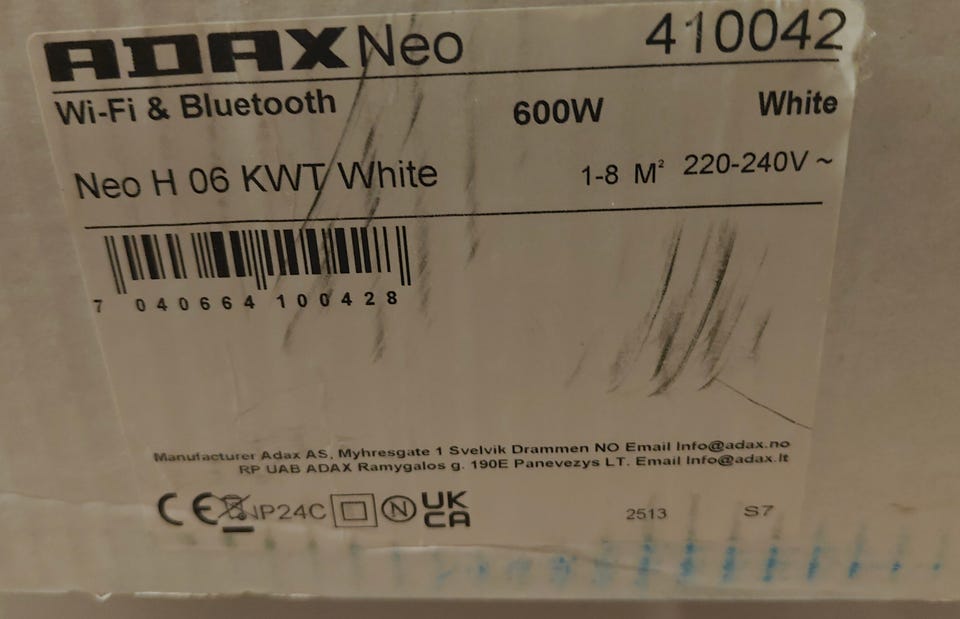 ADAX Neo 410042
Wi-Fi & Bluetooth 600W White
Neo H 06 KWT White 1-8 M² 220-240V ~
7 040664 100428
Manufacturer Adax AS, Myhresgate 1 Svelvik Drammen NO Email Info@adax.no
RP UAB ADAX Ramygalos g. 190E Panevezys LT. Email Info@adax.lt
CE IP24C N UK CA 2513 S7